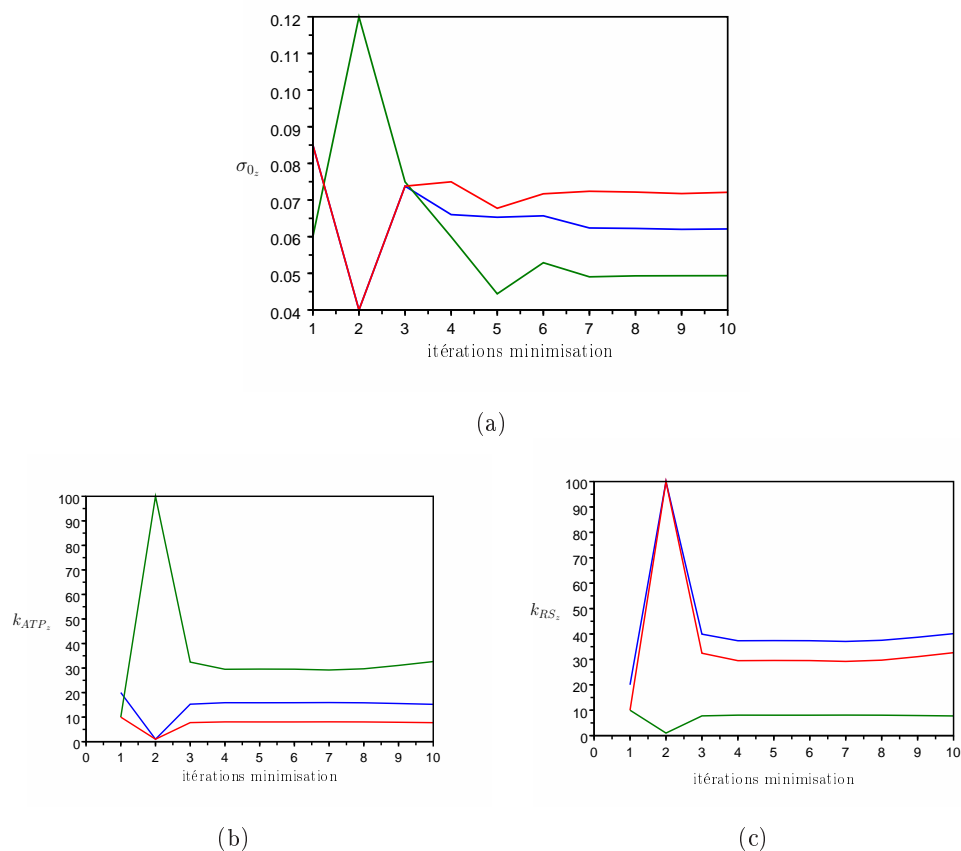 0.12
0.11
0.10
0.09
0.08
σ0z
0.07
0.06
0.05
0.04
1 2 3 4 5 6 7 8 9 10
itérations minimisation
(a)
100
90
80
70
60
50
kATPz
40
30
20
10
0
0 1 2 3 4 5 6 7 8 9 10
itérations minimisation
(b)
100
90
80
70
60
50
kRSz
40
30
20
10
0
0 1 2 3 4 5 6 7 8 9 10
itérations minimisation
(c)